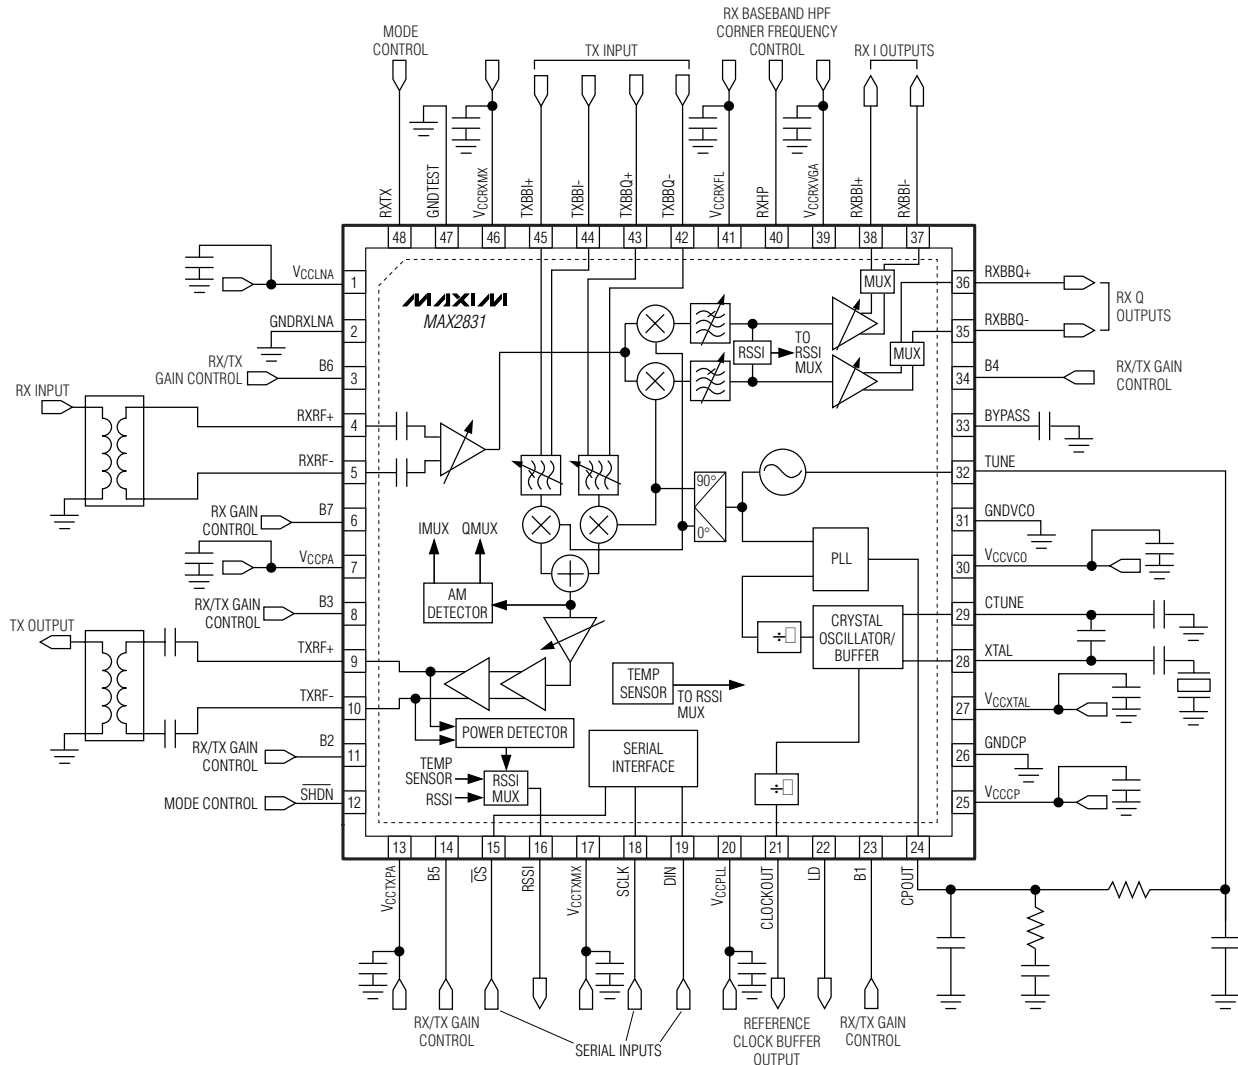 MODE
CONTROL
TX INPUT
RX BASEBAND HPF
CORNER FREQUENCY
CONTROL
RX I OUTPUTS
RXTX
GNDTEST
VCCRXMX
TXBBI+
TXBBI-
TXBBQ+
TXBBQ-
VCCRXFL
RXHP
VCCRXVGA
RXBBI+
RXBBI-
48
47
46
45
44
43
42
41
40
39
38
37
VCCLNA
1
GNDRXLNA
2
RX/TX
GAIN CONTROL
B6
3
RX INPUT
RXRF+
4
RXRF-
5
RX GAIN
CONTROL
B7
6
VCCPA
7
RX/TX GAIN
CONTROL
B3
8
TX OUTPUT
TXRF+
9
TXRF-
10
RX/TX GAIN
CONTROL
B2
11
MODE CONTROL
SHDN
12
MAXIM
MAX2831
MUX
RSSI
TO
RSSI
MUX
MUX
90°
0°
IMUX
QMUX
AM
DETECTOR
PLL
÷
CRYSTAL
OSCILLATOR/
BUFFER
TEMP
SENSOR
TO RSSI
MUX
POWER DETECTOR
TEMP
SENSOR
RSSI
RSSI
MUX
SERIAL
INTERFACE
÷
36
RXBBQ+
35
RXBBQ-
RX Q
OUTPUTS
34
B4
RX/TX GAIN
CONTROL
33
BYPASS
32
TUNE
31
GNDVCO
30
VCCVCO
29
CTUNE
28
XTAL
27
VCCXTAL
26
GNDCP
25
VCCCP
13
14
15
16
17
18
19
20
21
22
23
24
VCCTXPA
B5
CS
RSSI
VCCTXMX
SCLK
DIN
VCCPLL
CLOCKOUT
LD
B1
CPOUT
RX/TX GAIN
CONTROL
SERIAL INPUTS
REFERENCE
CLOCK BUFFER
OUTPUT
RX/TX GAIN
CONTROL